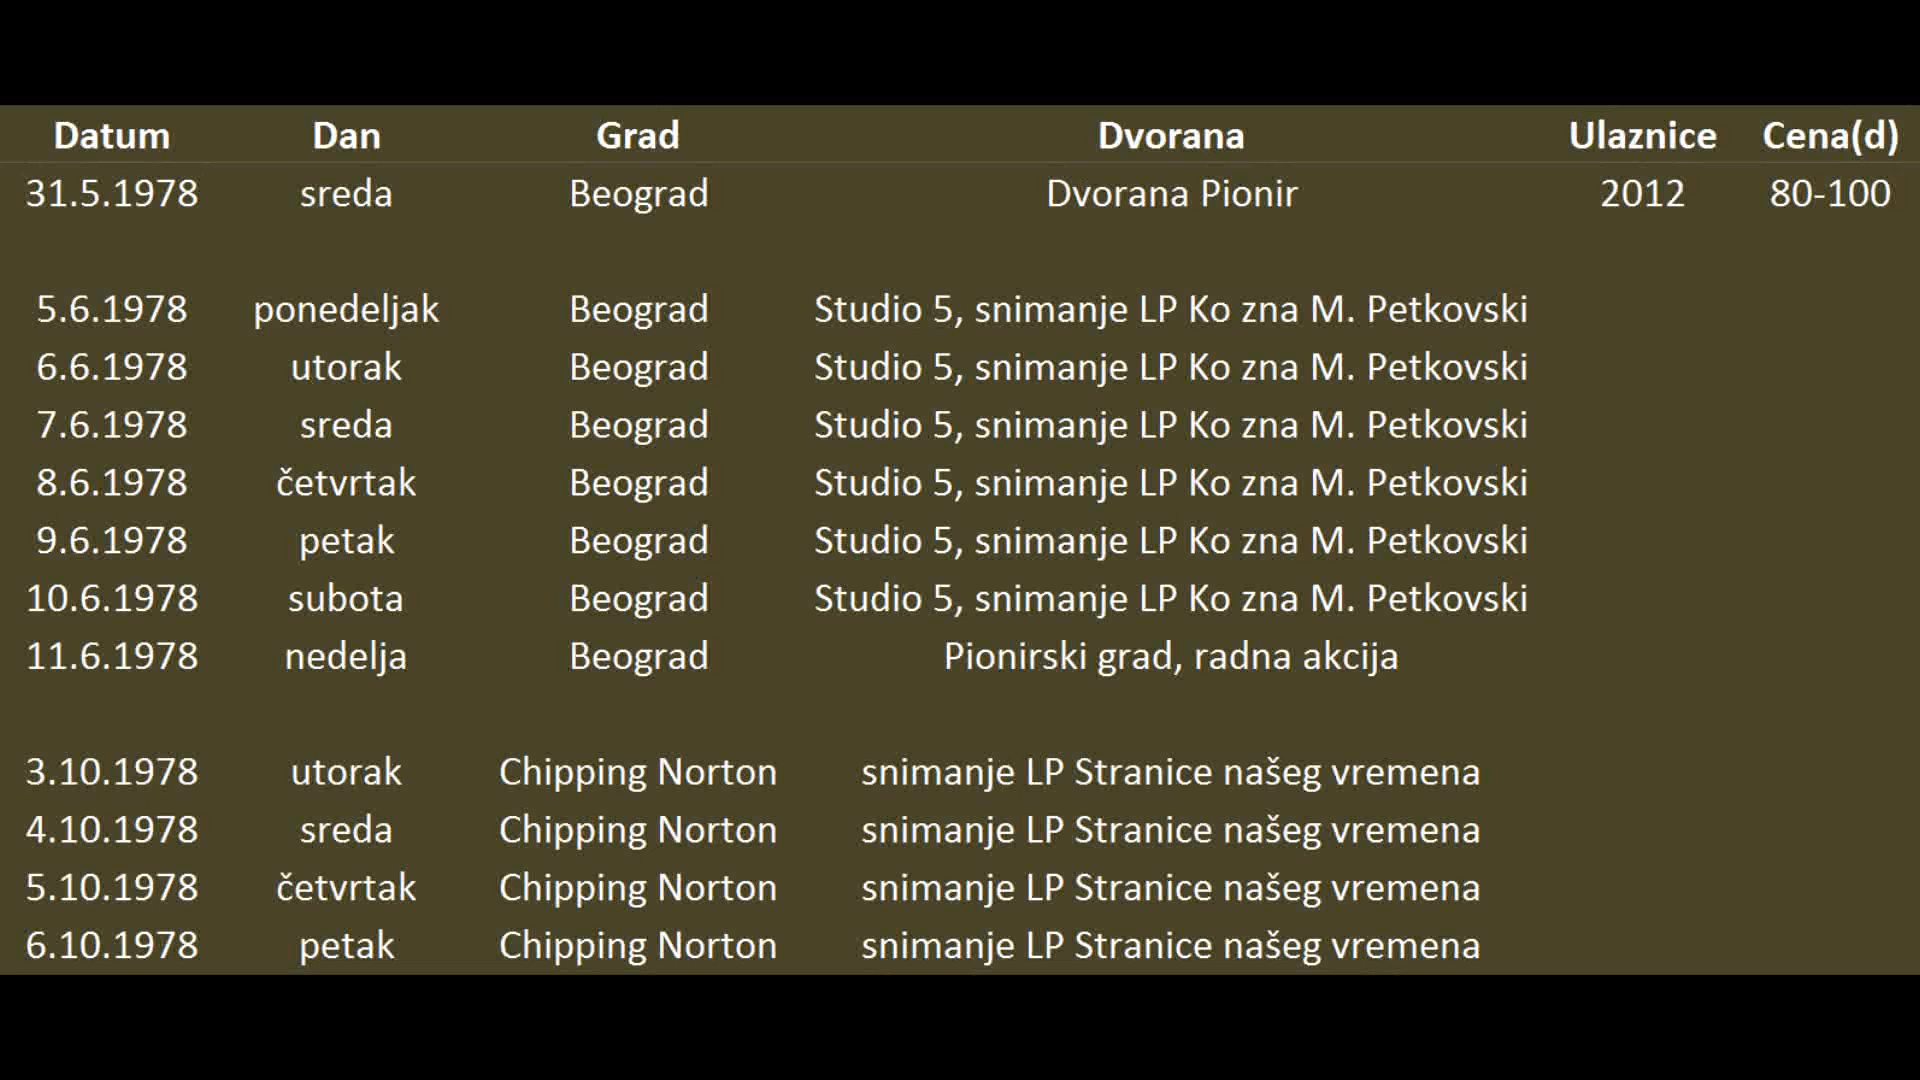 Datum Dan Grad Dvorana Ulaznice Cena(d)
31.5.1978 sreda Beograd Dvorana Pionir 2012 80-100
5.6.1978 ponedeljak Beograd Studio 5, snimanje LP Ko zna M. Petkovski
6.6.1978 utorak Beograd Studio 5, snimanje LP Ko zna M. Petkovski
7.6.1978 sreda Beograd Studio 5, snimanje LP Ko zna M. Petkovski
8.6.1978 četvrtak Beograd Studio 5, snimanje LP Ko zna M. Petkovski
9.6.1978 petak Beograd Studio 5, snimanje LP Ko zna M. Petkovski
10.6.1978 subota Beograd Studio 5, snimanje LP Ko zna M. Petkovski
11.6.1978 nedelja Beograd Pionirski grad, radna akcija
3.10.1978 utorak Chipping Norton snimanje LP Stranice našeg vremena
4.10.1978 sreda Chipping Norton snimanje LP Stranice našeg vremena
5.10.1978 četvrtak Chipping Norton snimanje LP Stranice našeg vremena
6.10.1978 petak Chipping Norton snimanje LP Stranice našeg vremena